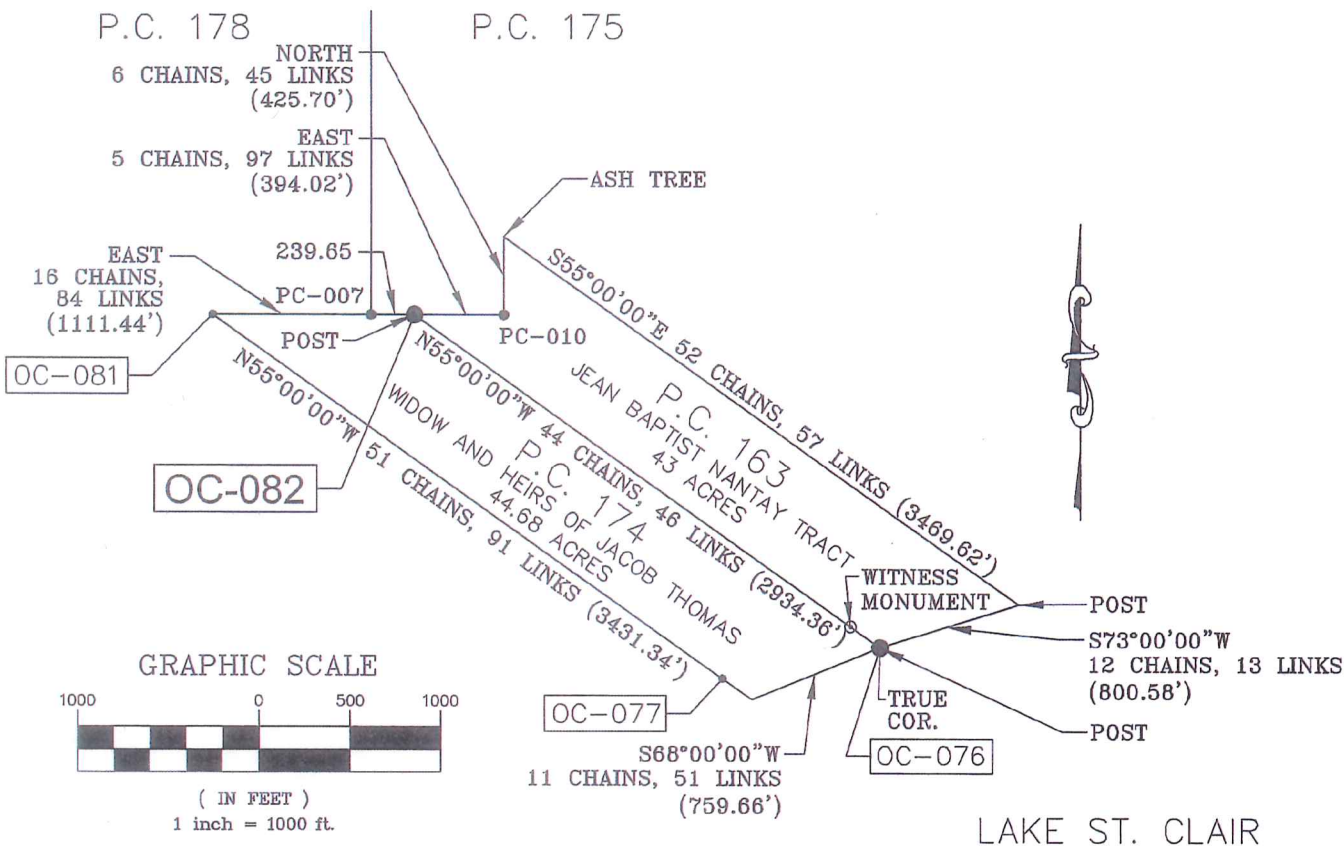 P.C. 178
P.C. 175
NORTH
6 CHAINS, 45 LINKS
(425.70')
EAST
5 CHAINS, 97 LINKS
(394.02')
ASH TREE
239.65
EAST
16 CHAINS,
84 LINKS
(1111.44')
PC-007
POST
PC-010
OC-081
OC-082
S55°00'00"E 52 CHAINS, 57 LINKS (3469.62')
P.C. 163
JEAN BAPTIST NANTAY TRACT
43 ACRES
N55°00'00"W 44 CHAINS, 46 LINKS (2934.36')
WIDOW AND HEIRS OF JACOB THOMAS
P.C. 174
44.68 ACRES
N55°00'00"W 51 CHAINS, 91 LINKS (3431.34')
WITNESS
MONUMENT
POST
S73°00'00"W
12 CHAINS, 13 LINKS
(800.58')
POST
TRUE
COR.
OC-076
OC-077
S68°00'00"W
11 CHAINS, 51 LINKS
(759.66')
GRAPHIC SCALE
1000 0 500 1000
( IN FEET )
1 inch = 1000 ft.
LAKE ST. CLAIR